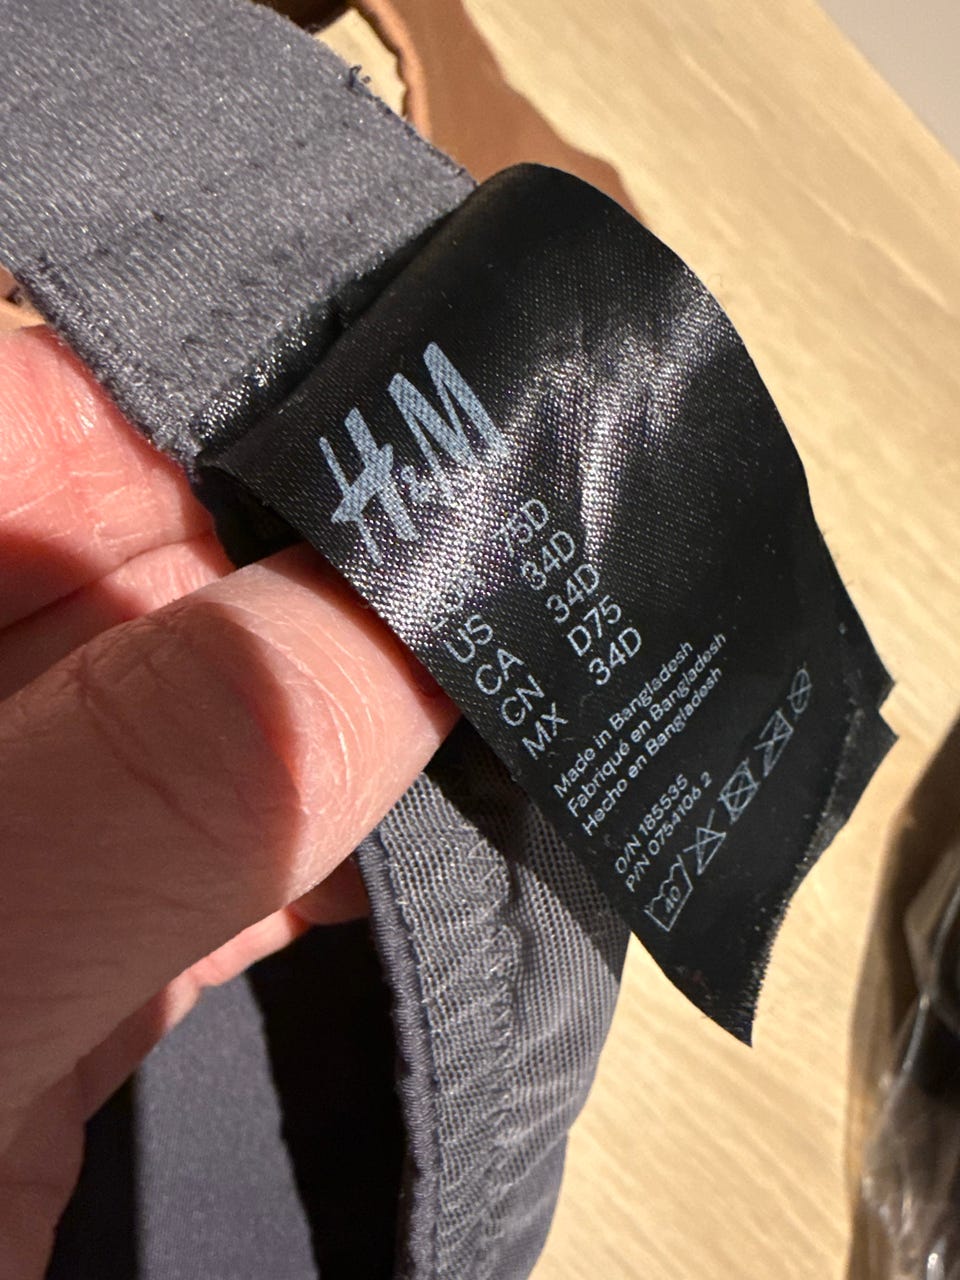 H&M
75D
US 34D
CA 34D
CN D75
MX 34D
Made in Bangladesh
Fabriqué en Bangladesh
Hecho en Bangladesh
O/N 185535
P/N 0754106 2
40